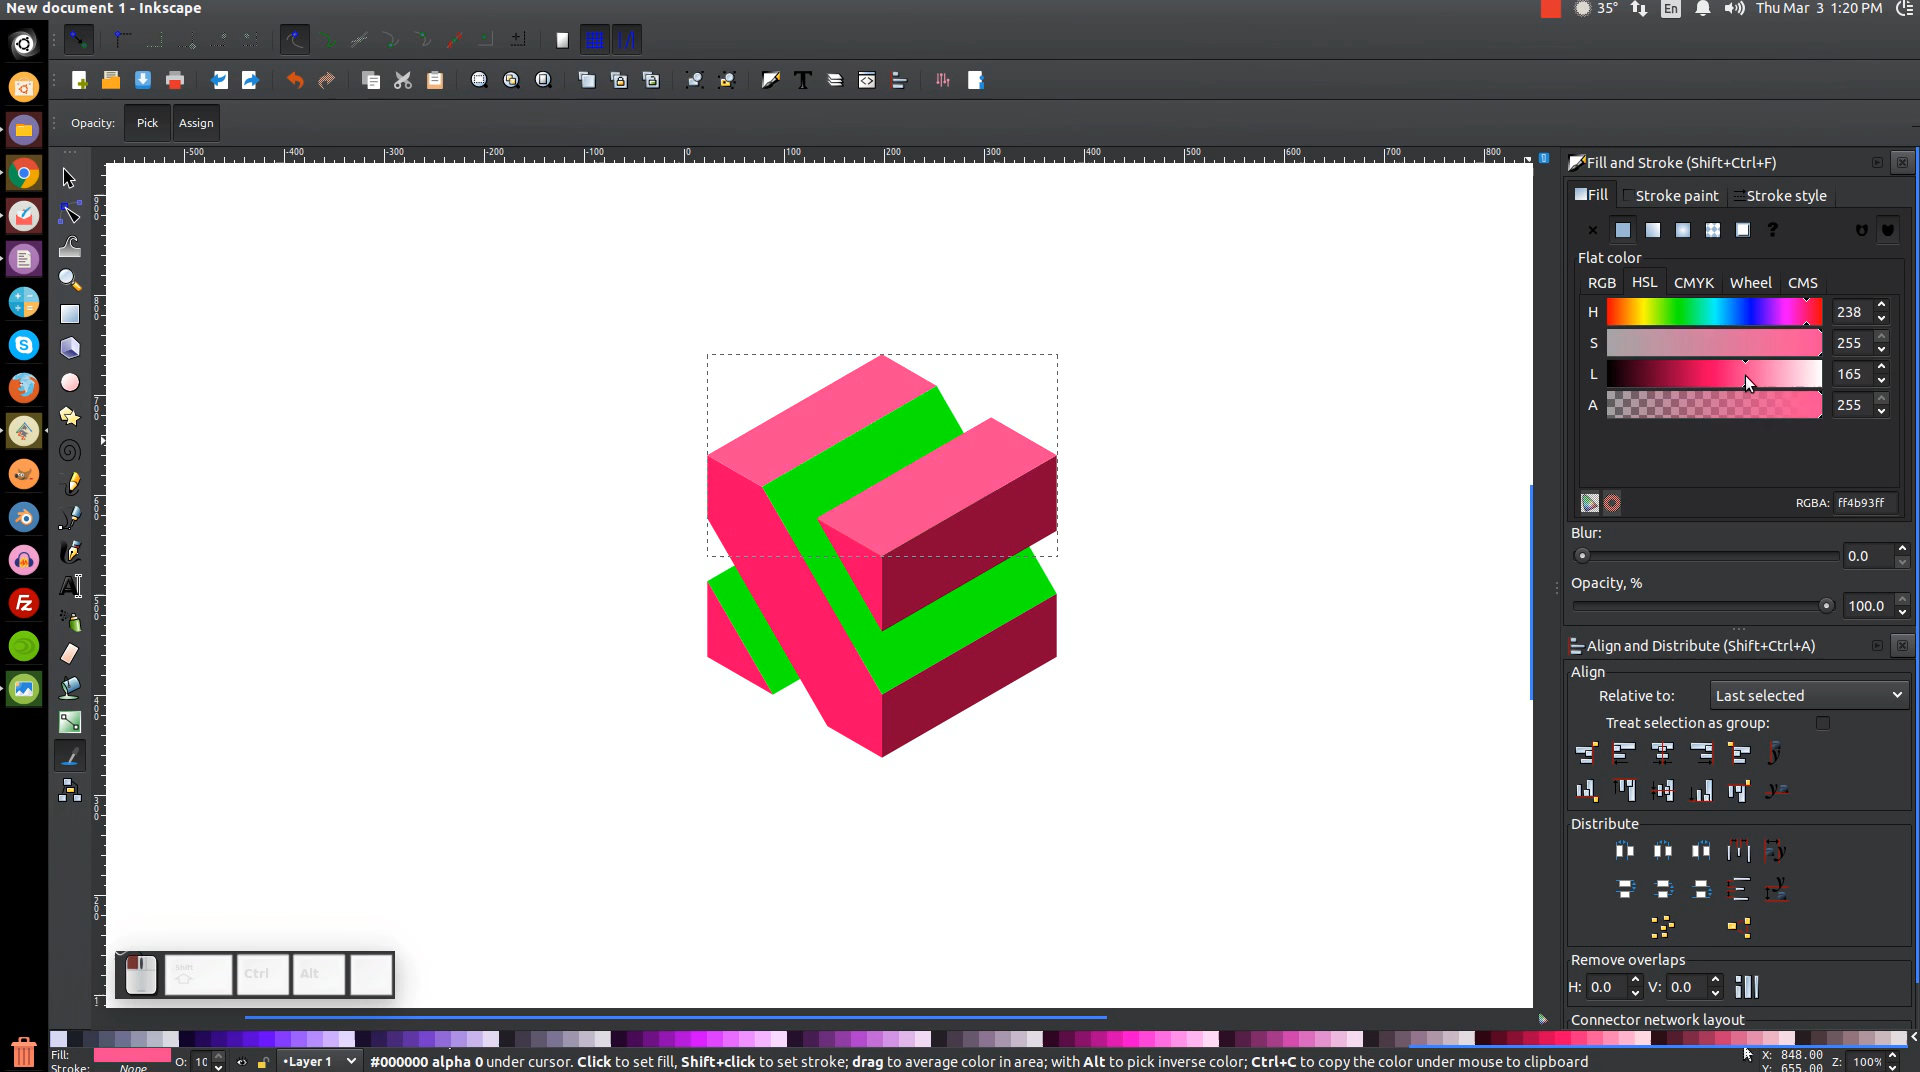 New document 1 - Inkscape
35° En Thu Mar 3 1:20 PM
Opacity: Pick Assign
-500 -400 -300 -200 -100 0 100 200 300 400 500 600 700 800
Fill and Stroke (Shift+Ctrl+F)
Fill Stroke paint Stroke style
?
Flat color
RGB HSL CMYK Wheel CMS
H 238
S 255
L 165
A 255
RGBA: ff4b93ff
Blur:
0.0
Opacity, %
100.0
Align and Distribute (Shift+Ctrl+A)
Align
Relative to: Last selected
Treat selection as group:
Distribute
Remove overlaps
H: 0.0 V: 0.0
Connector network layout
Shift Ctrl Alt
Fill: O: 10 •Layer 1 #000000 alpha 0 under cursor. Click to set fill, Shift+click to set stroke; drag to average color in area; with Alt to pick inverse color; Ctrl+C to copy the color under mouse to clipboard X: 848.00 Z: 100%
Stroke: None Y: 655.00